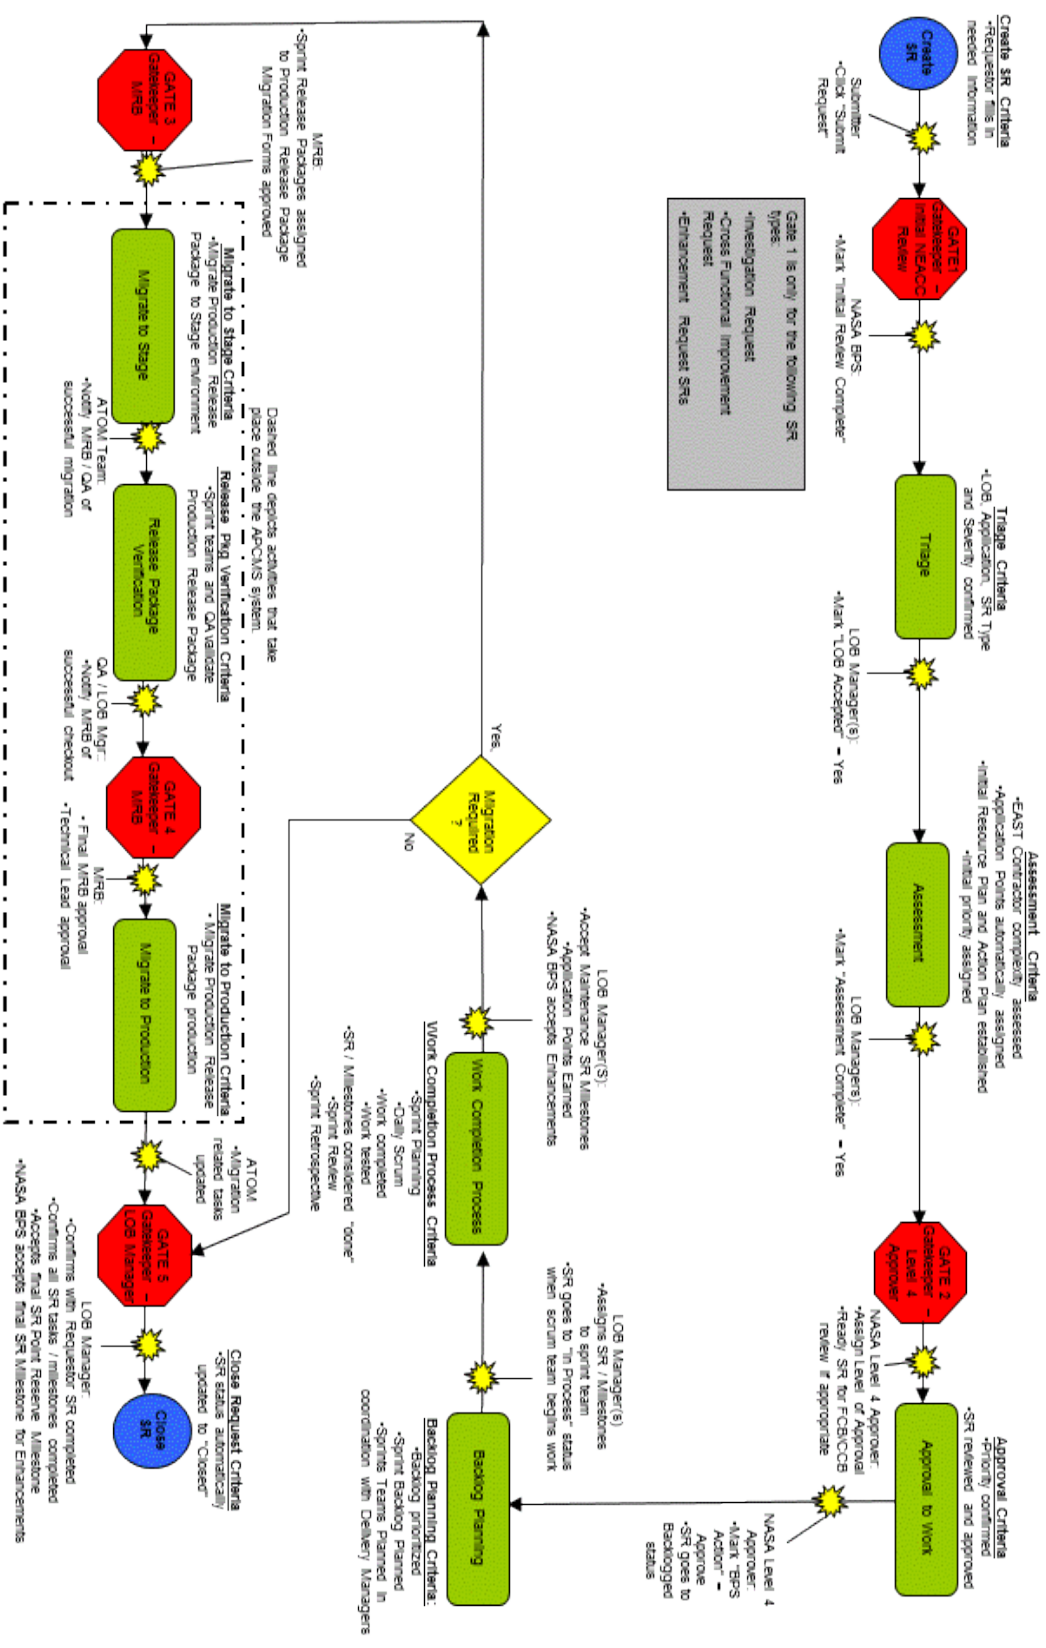 Create SR Criteria
•Requestor fills in
needed information
Create
SR
Submitter
•Click "Submit
Request"
GATE1
Gatekeeper –
Initial NEACC
Review
NASA BPS:
•Mark "Initial Review Complete"
Gate 1 is only for the following SR
types:
•Investigation Request
•Cross Functional Improvement
Request
•Enhancement Request SRs
Triage Criteria
•LOB, Application, SR Type
and Severity confirmed
Triage
LOB Manager(s):
•Mark "LOB Accepted" – Yes
Assessment Criteria
•EAST Contractor complexity assessed
•Application Points automatically assigned
•Initial Resource Plan and Action Plan established
•Initial priority assigned
Assessment
LOB Managers):
•Mark "Assessment Complete" – Yes
GATE 2
Gatekeeper –
Level 4
Approver
NASA Level 4 Approver:
•Assign Level of Approval
•Ready SR for FCB/CCB
review if appropriate
Approval Criteria
•Priority confirmed
•SR reviewed and approved
Approval to Work
NASA Level 4
Approver:
•Mark "BPS
Action" –
Approve
•SR goes to
Backlogged
status
Backlog Planning
Backlog Planning Criteria:
•Backlog prioritized
•Sprint Backlog Planned
•Sprints Teams Planned in
coordination with Delivery Managers
LOB Manager(s)
•Assigns SR / Milestones
to sprint team
•SR goes to "In Process" status
when scrum team begins work
Work Completion Process
Work Completion Process Criteria
•Sprint Planning
•Daily Scrum
•Work completed
•Work tested
•SR / Milestones considered "done"
•Sprint Review
•Sprint Retrospective
LOB Manager(S):
•Accept Maintenance SR Milestones
•Application Points Earned
•NASA BPS accepts Enhancements
Migration
Required
?
Yes,
No
Dashed line depicts activities that take
place outside the APCMS system.
MRB:
•Sprint Release Packages assigned
to Production Release Package
Migration Forms approved
GATE 3
Gatekeeper –
MRB
Migrate to Stage Criteria
•Migrate Production Release
Package to Stage environment
Migrate to Stage
ATOM Team:
•Notify MRB / QA of
successful migration
Release Pkg Verification Criteria
•Sprint teams and QA validate
Production Release Package
Release Package
Verification
QA / LOB Mgr:
•Notify MRB of
successful checkout
GATE 4
Gatekeeper –
MRB
MRB:
• Final MRB approval
•Technical Lead approval
Migrate to Production Criteria
• Migrate Production Release
Package production
Migrate to Production
ATOM
•Migration
related tasks
updated
GATE 5
Gatekeeper –
LOB Manager
LOB Manager:
•Confirms with Requestor SR completed
•Confirms all SR tasks / milestones completed
•Accepts final SR Point Reserve Milestone
•NASA BPS accepts final SR Milestone for Enhancements
Close Request Criteria
•SR status automatically
updated to "Closed"
Close
SR